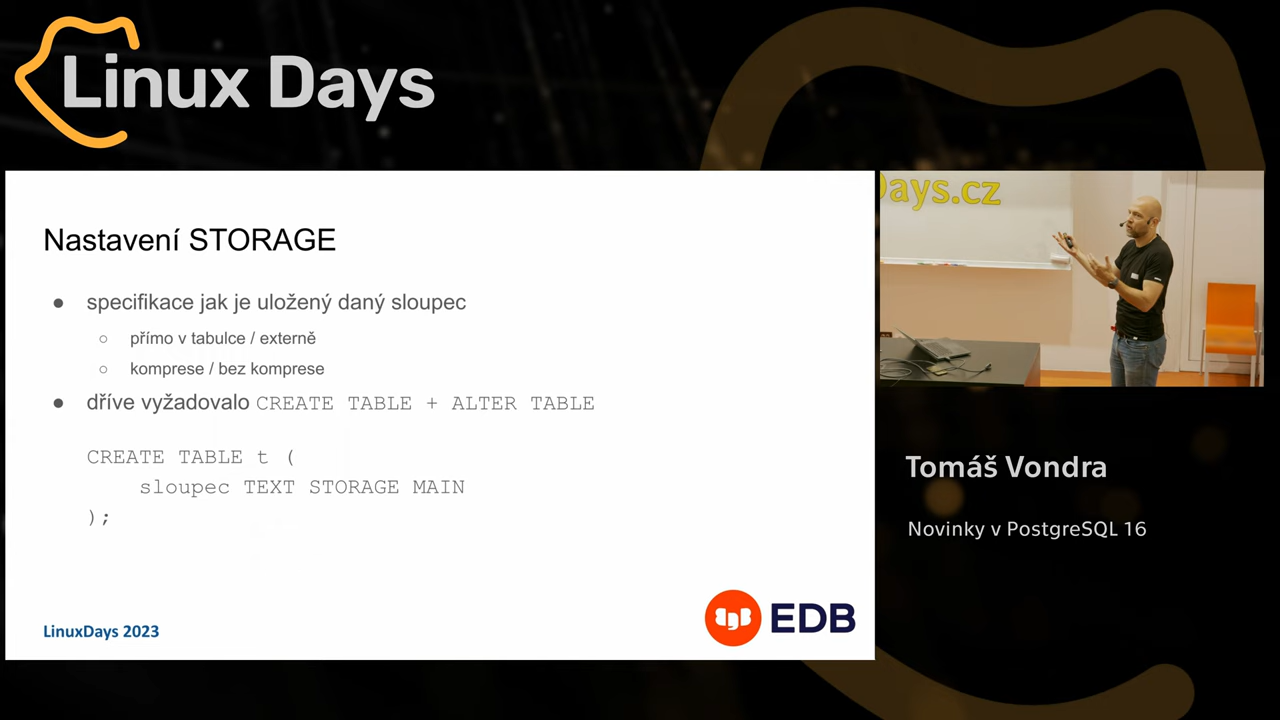 Linux Days
Days.cz
Nastavení STORAGE
● specifikace jak je uložený daný sloupec
○ přímo v tabulce / externě
○ komprese / bez komprese
● dříve vyžadovalo CREATE TABLE + ALTER TABLE
CREATE TABLE t (
sloupec TEXT STORAGE MAIN
);
LinuxDays 2023
EDB
Tomáš Vondra
Novinky v PostgreSQL 16